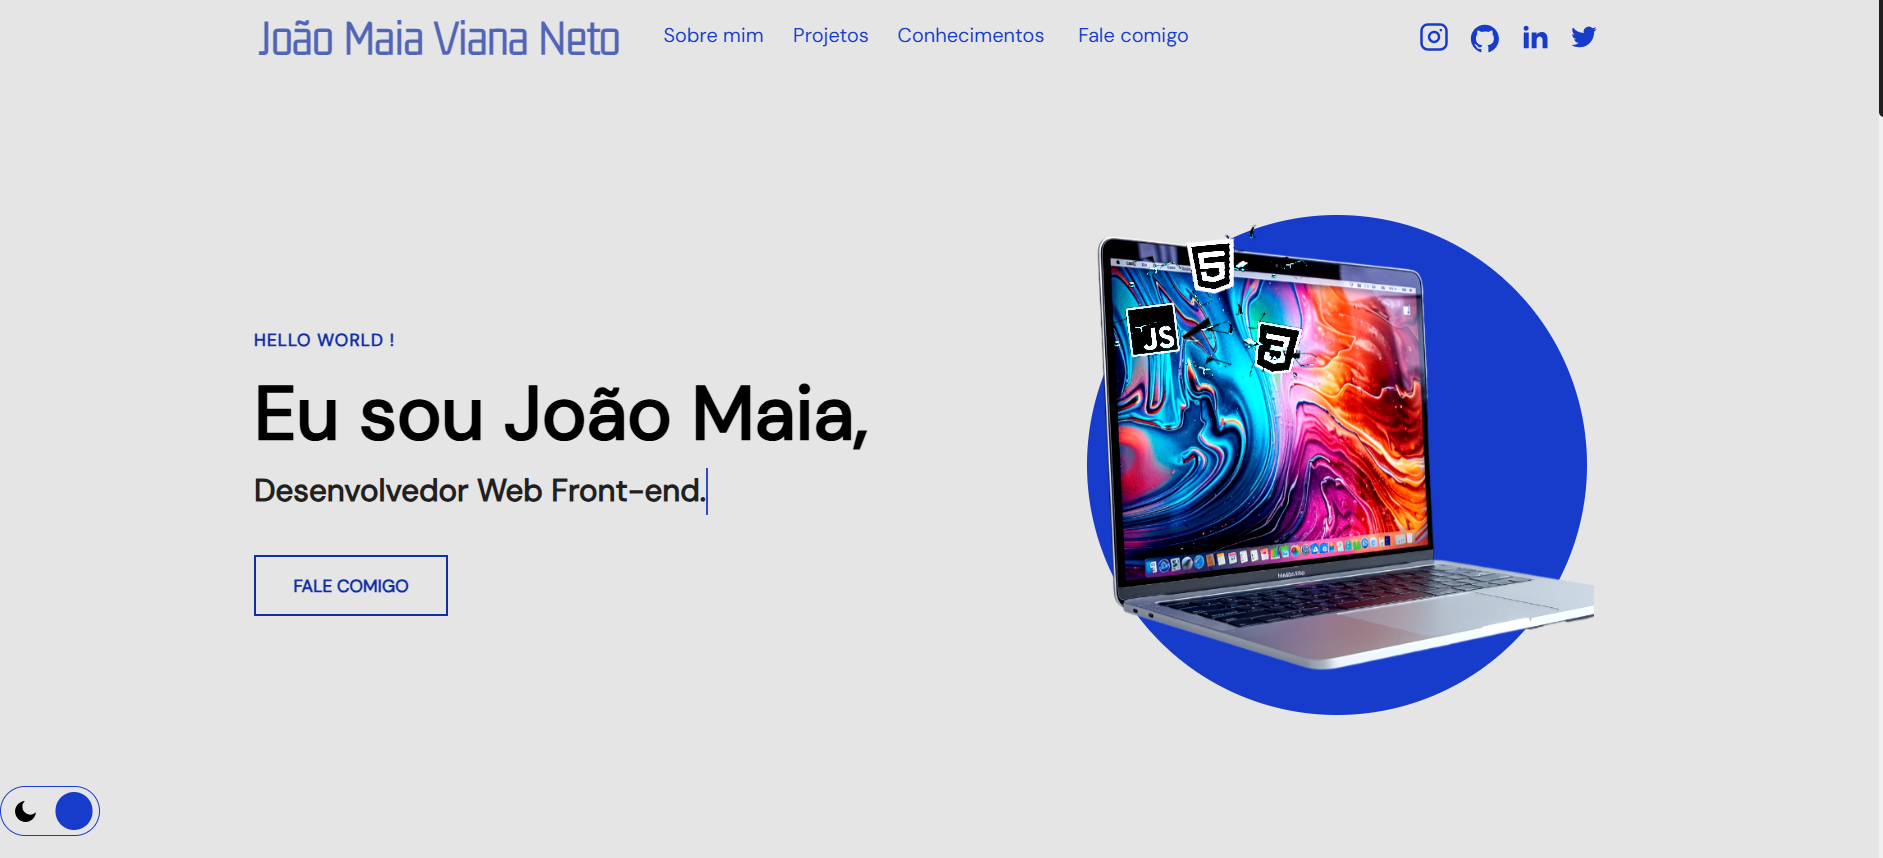 João Maia Viana Neto
Sobre mim
Projetos
Conhecimentos
Fale comigo
HELLO WORLD !
Eu sou João Maia,
Desenvolvedor Web Front-end.
FALE COMIGO
5
JS
3